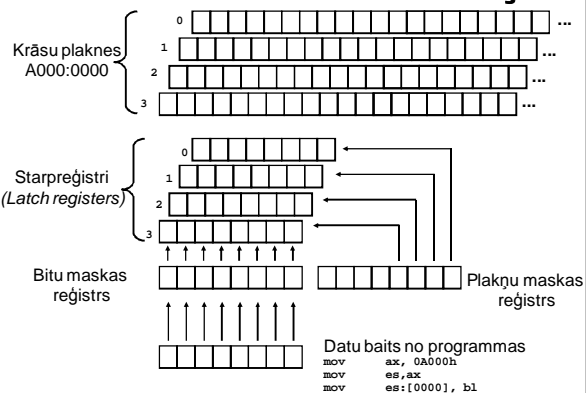 0 ...
Krāsu plaknes
A000:0000
1 ...
2 ...
3 ...
0
Starpreģistri
(Latch registers)
1
2
3
Bitu maskas
reģistrs
Plakņu maskas
reģistrs
Datu baits no programmas
mov ax, 0A000h
mov es,ax
mov es:[0000], bl